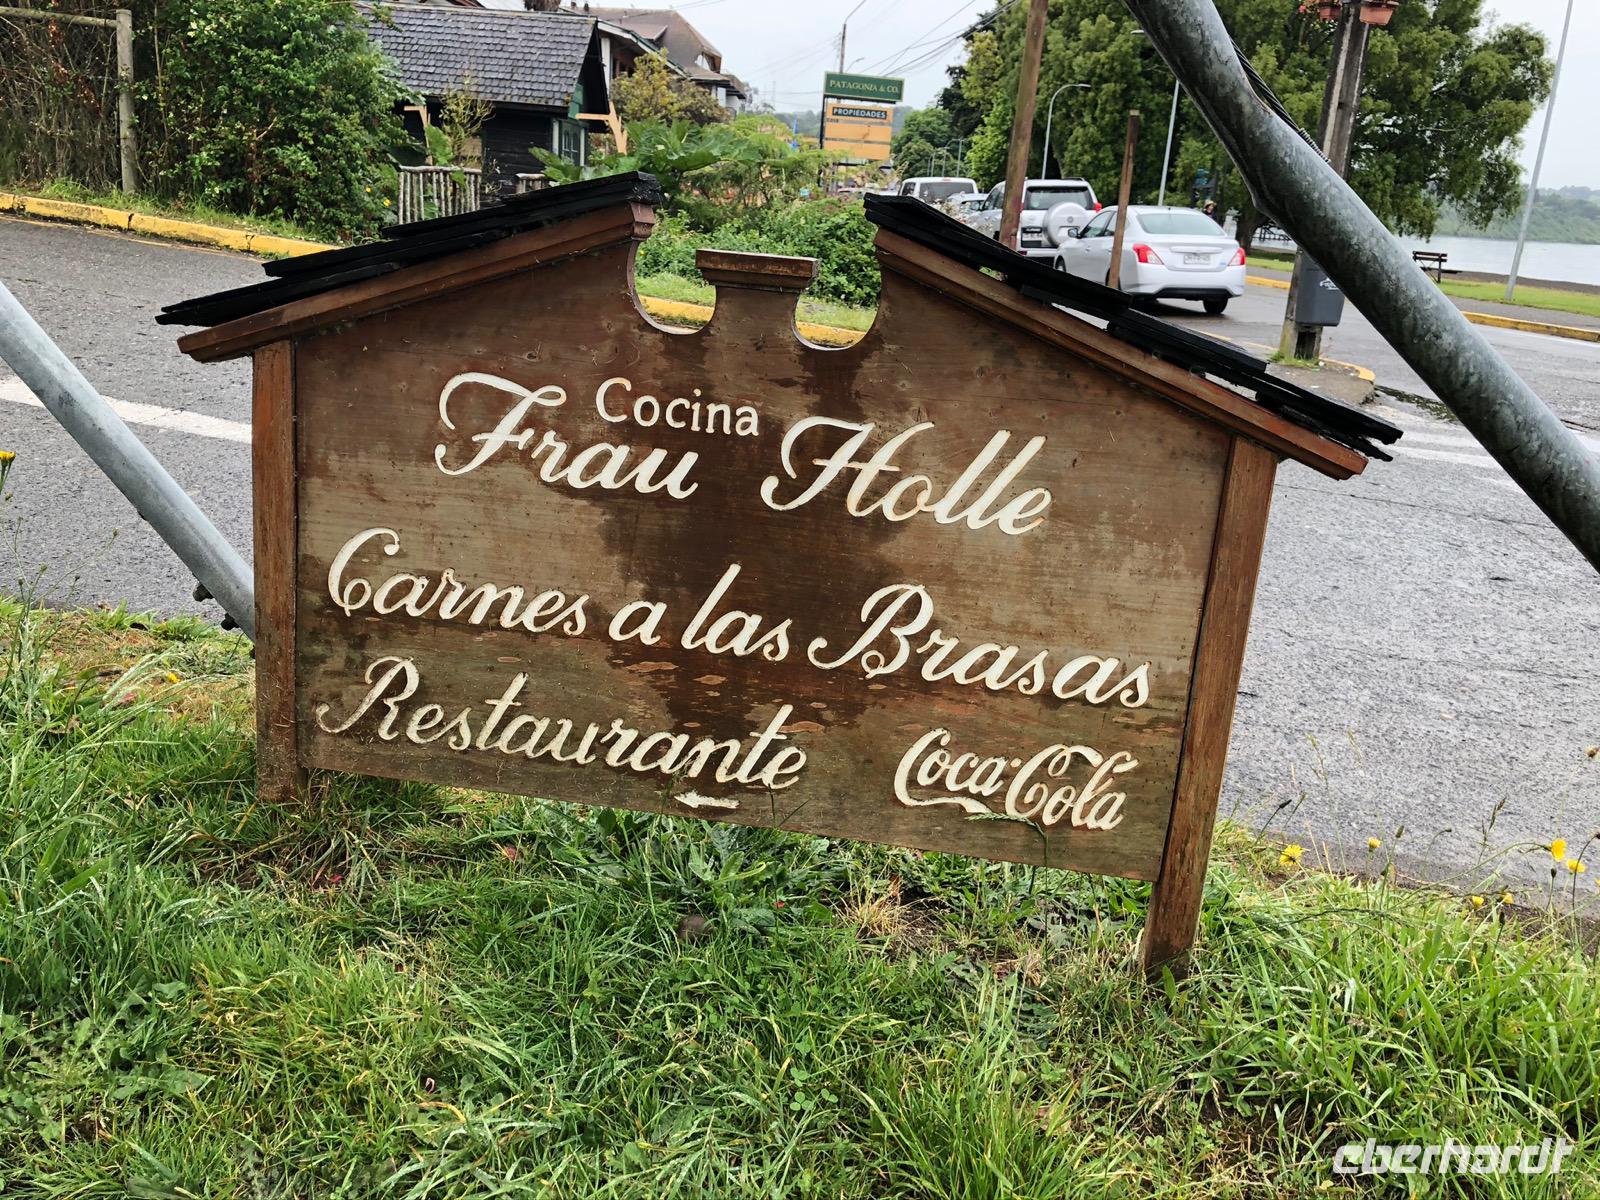 PATAGONIA & CO.
PROPIEDADES
Cocina
Frau Holle
Carnes a las Brasas
Restaurante
Coca-Cola
eberhardt